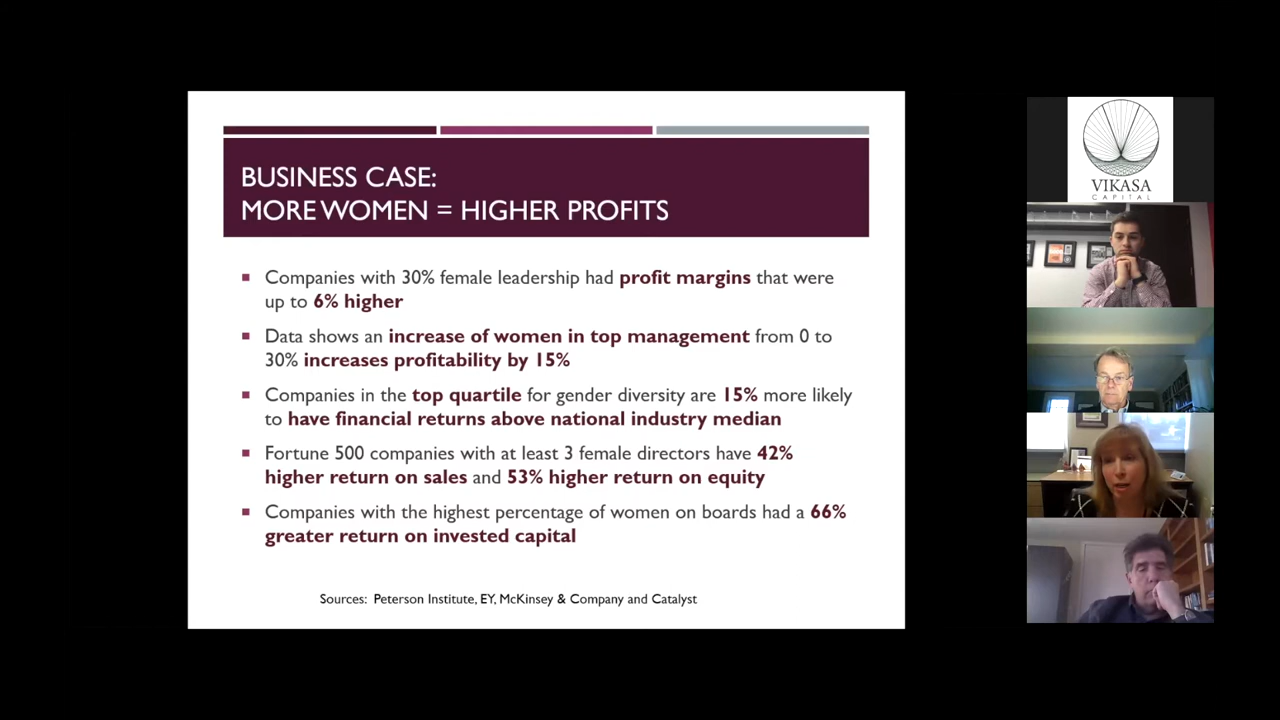 BUSINESS CASE:
MORE WOMEN = HIGHER PROFITS
Companies with 30% female leadership had profit margins that were
up to 6% higher
Data shows an increase of women in top management from 0 to
30% increases profitability by 15%
Companies in the top quartile for gender diversity are 15% more likely
to have financial returns above national industry median
Fortune 500 companies with at least 3 female directors have 42%
higher return on sales and 53% higher return on equity
Companies with the highest percentage of women on boards had a 66%
greater return on invested capital
Sources: Peterson Institute, EY, McKinsey & Company and Catalyst
VIKASA
CAPITAL